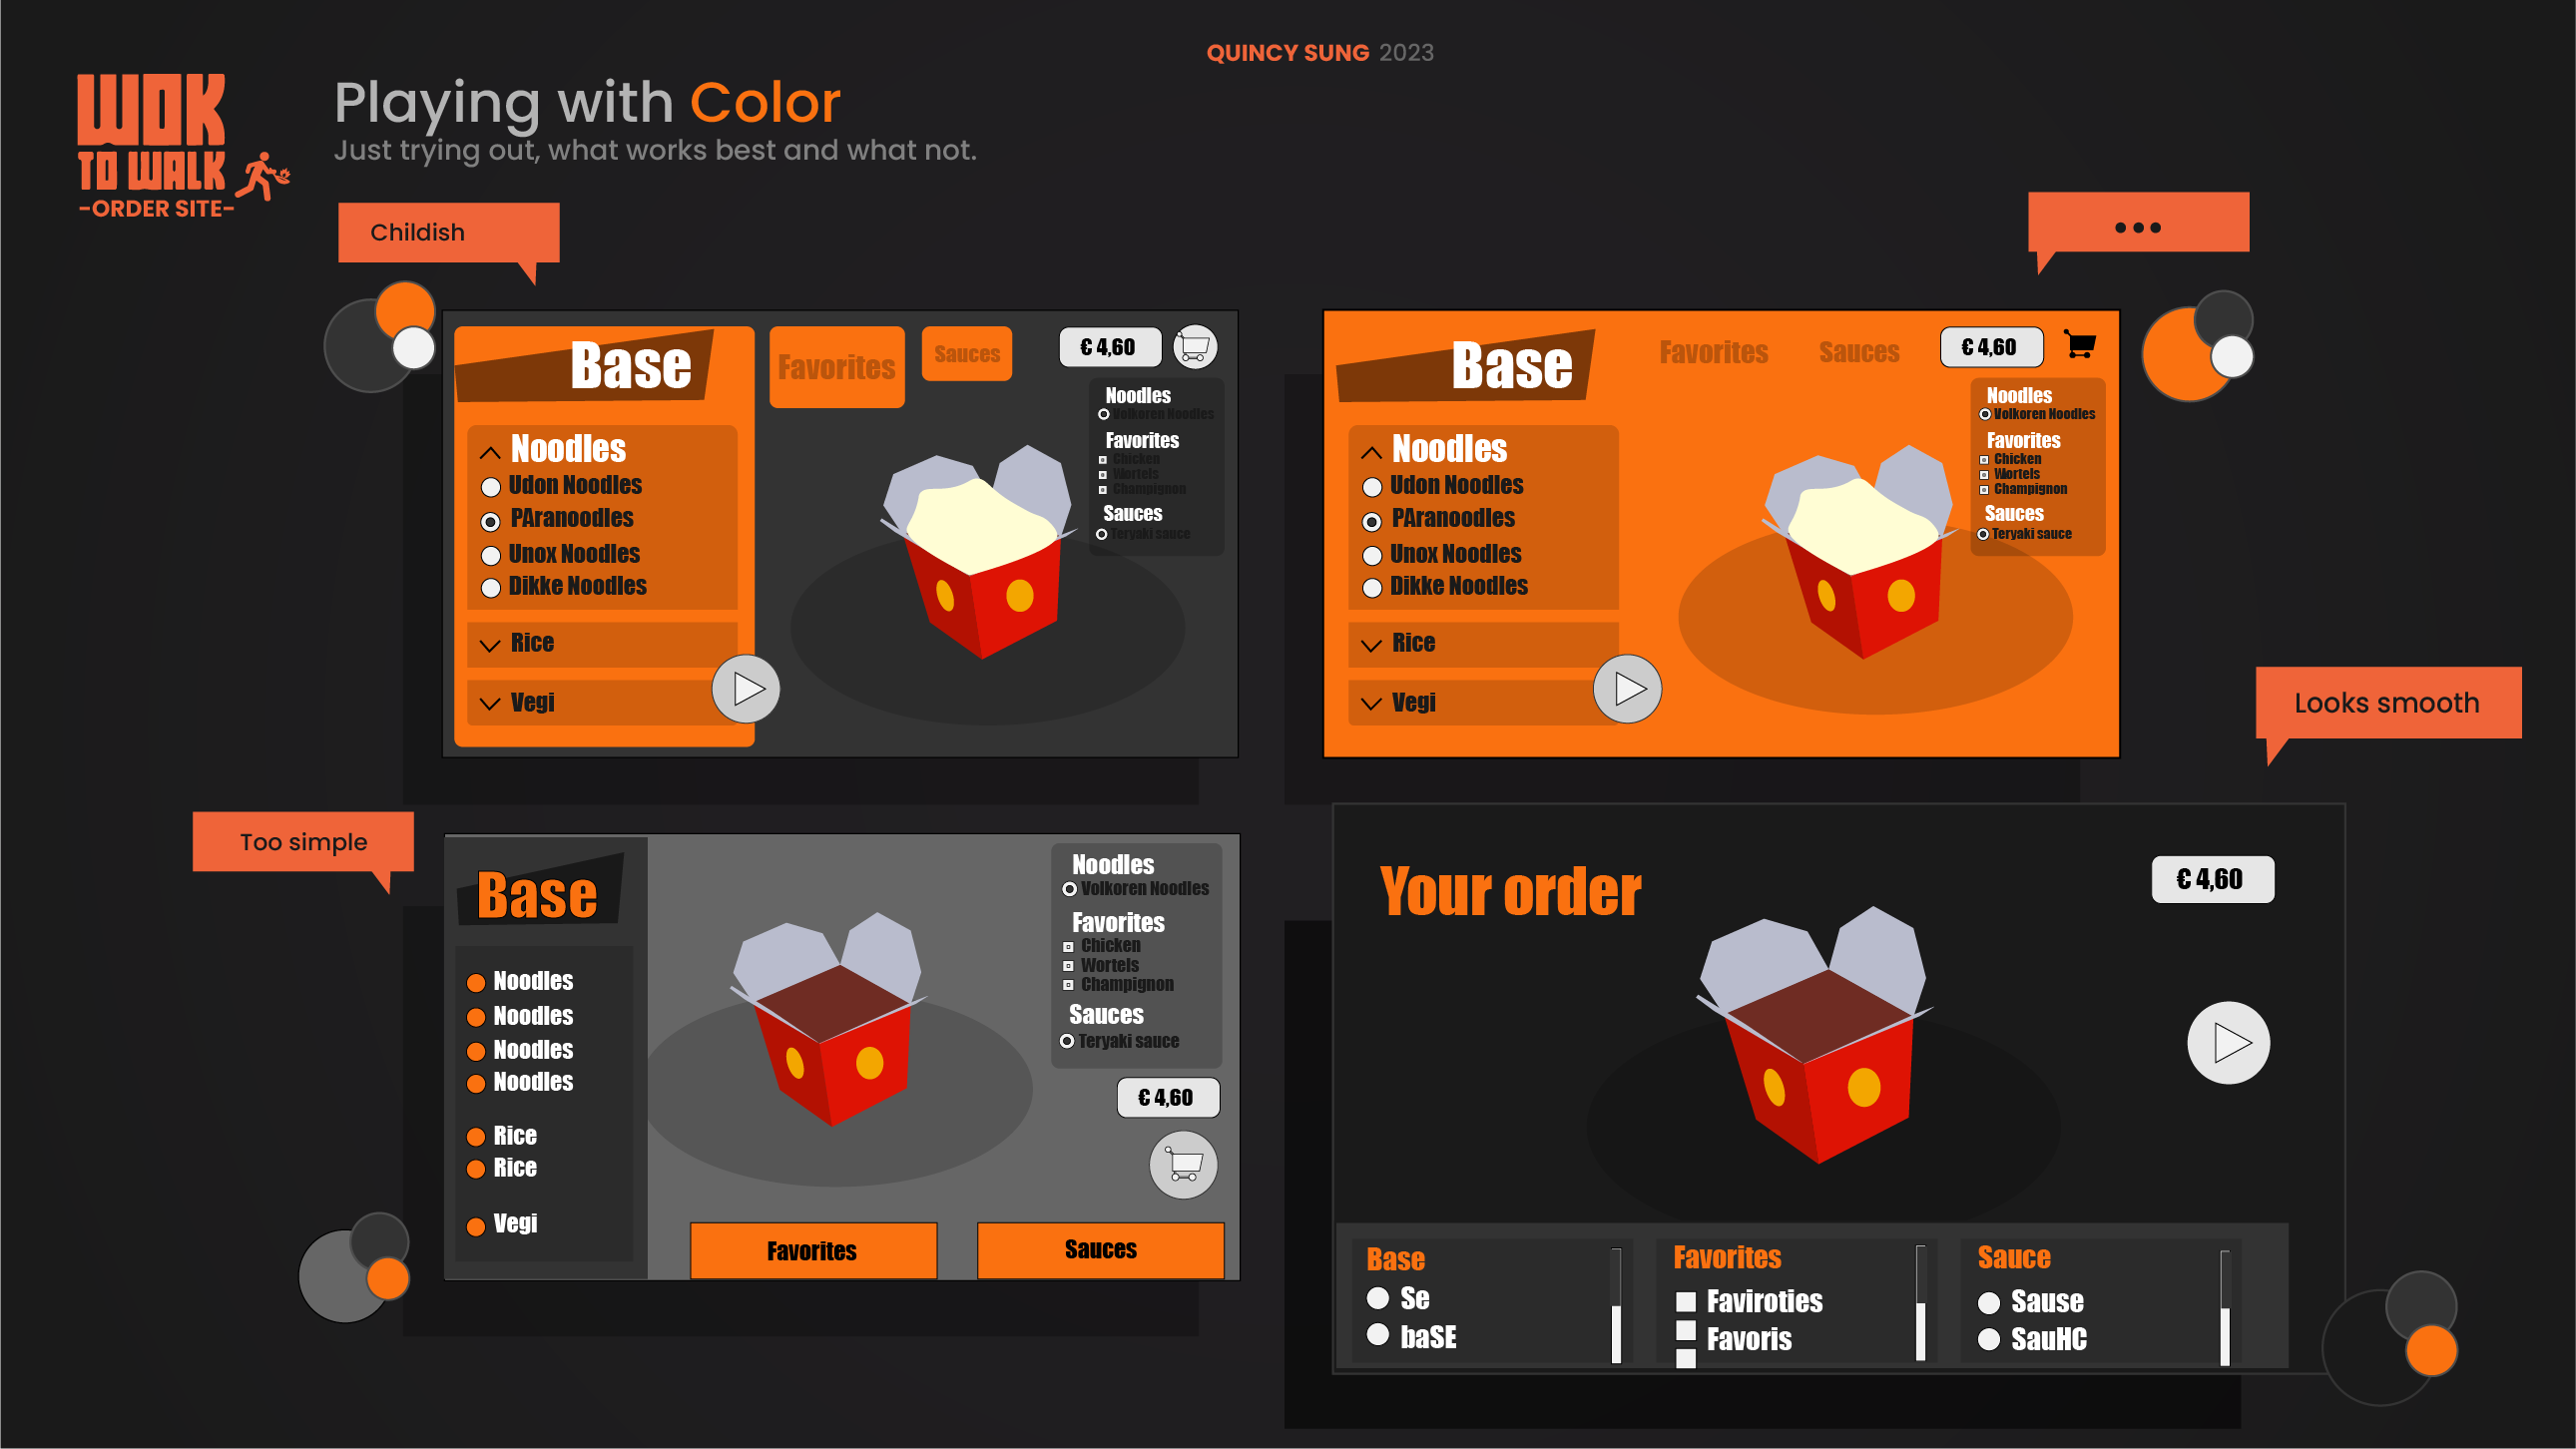 QUINCY SUNG 2023
WOK
TO WALK
-ORDER SITE-
Playing with Color
Just trying out, what works best and what not.
Childish
Base
Favorites
Sauces
€ 4,60
Noodles
Udon Noodles
PAranoodles
Unox Noodles
Dikke Noodles
Rice
Vegi
Noodles
Volkoren Noodles
Favorites
Chicken
Wortels
Champignon
Sauces
Teryaki sauce
•••
Base
Favorites
Sauces
€ 4,60
Noodles
Udon Noodles
PAranoodles
Unox Noodles
Dikke Noodles
Rice
Vegi
Noodles
Volkoren Noodles
Favorites
Chicken
Wortels
Champignon
Sauces
Teryaki sauce
Too simple
Base
Noodles
Noodles
Noodles
Noodles
Rice
Rice
Vegi
Noodles
Volkoren Noodles
Favorites
Chicken
Wortels
Champignon
Sauces
Teryaki sauce
€ 4,60
Favorites
Sauces
Looks smooth
Your order
€ 4,60
Base
Se
baSE
Favorites
Faviroties
Favoris
Sauce
Sause
SauHC